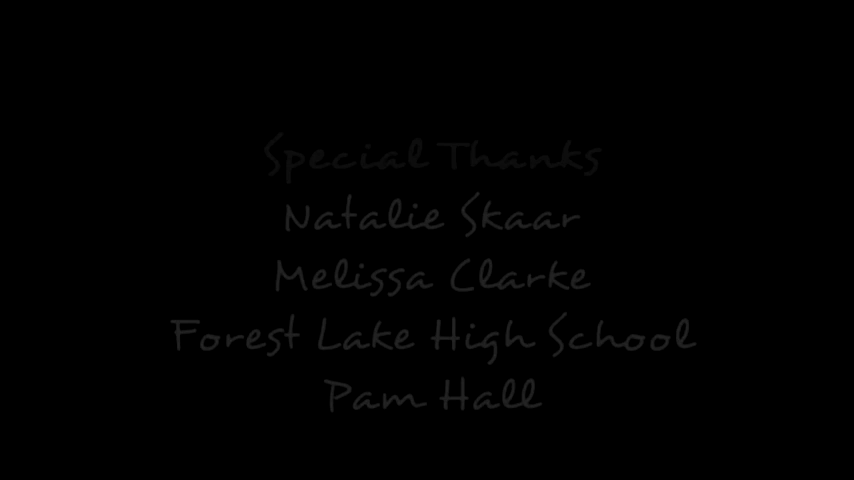 Special Thanks
Natalie Skaar
Melissa Clarke
Forest Lake High School
Pam Hall